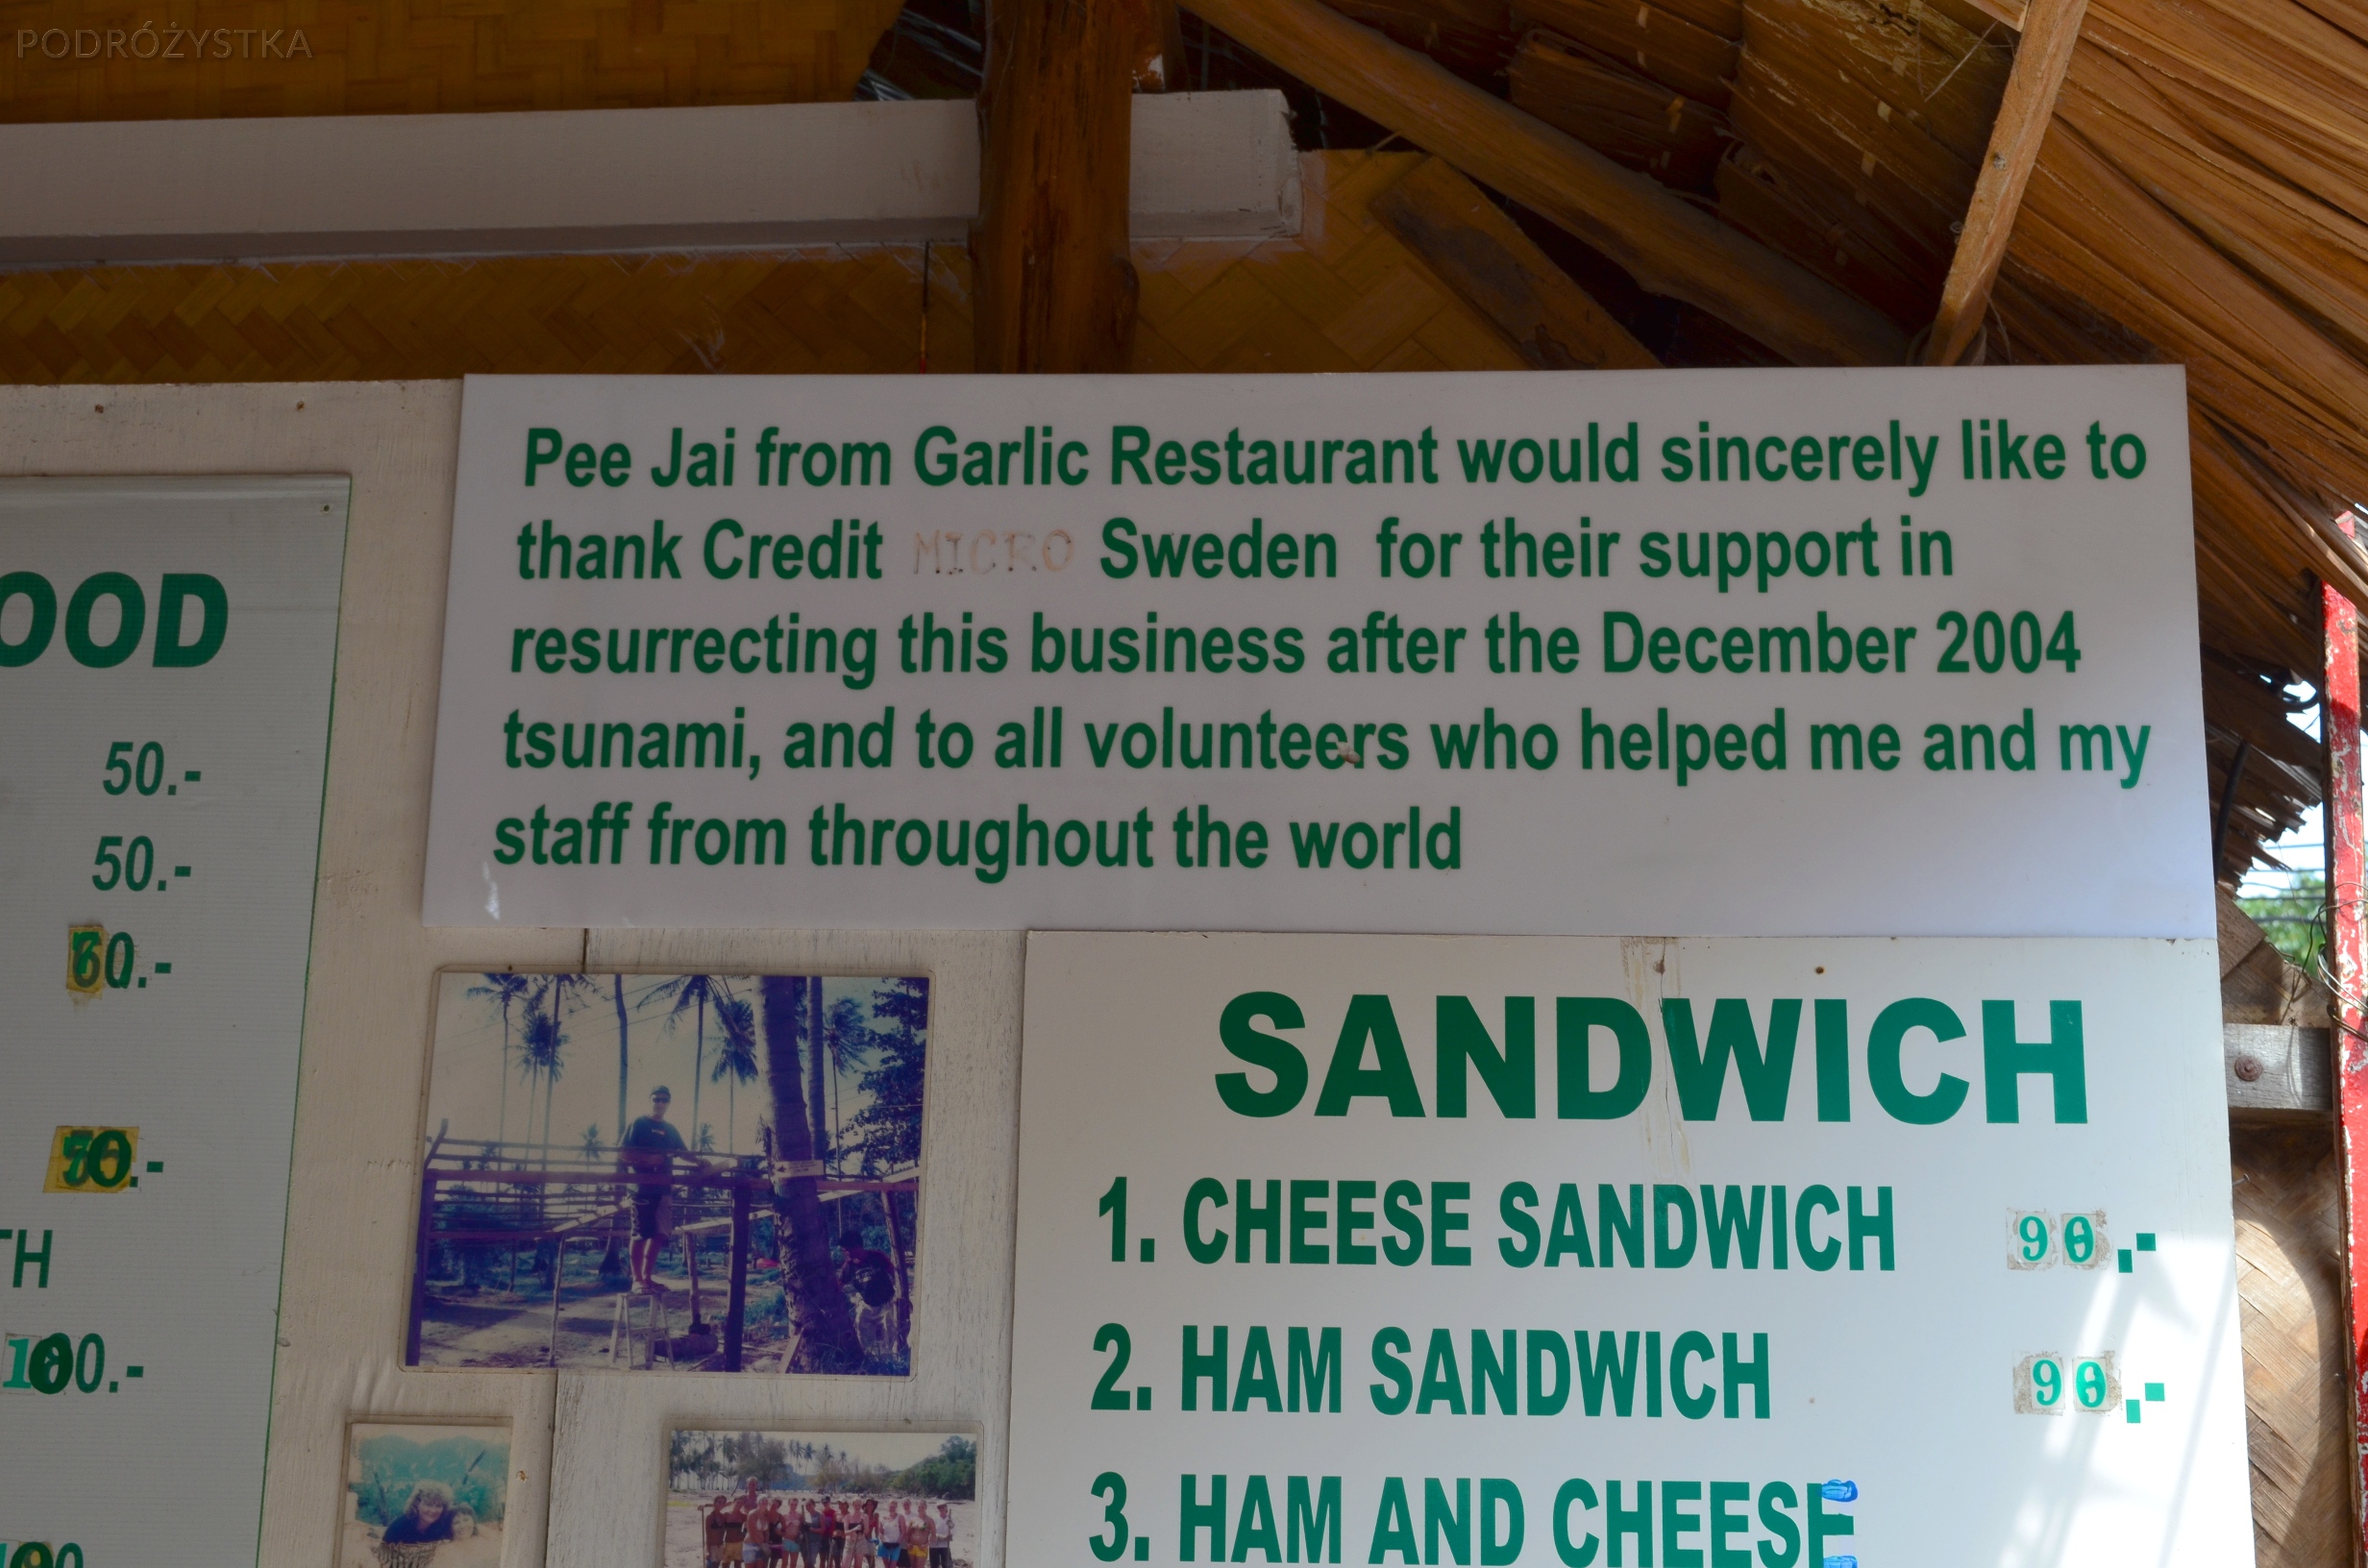 PODRÓŻYSTKA
Pee Jai from Garlic Restaurant would sincerely like to
thank Credit MICRO Sweden for their support in
resurrecting this business after the December 2004
tsunami, and to all volunteers who helped me and my
staff from throughout the world
OOD
50.-
50.-
0.-
0.-
TH
100.-
SANDWICH
1. CHEESE SANDWICH 90.-
2. HAM SANDWICH 90.-
3. HAM AND CHEESE